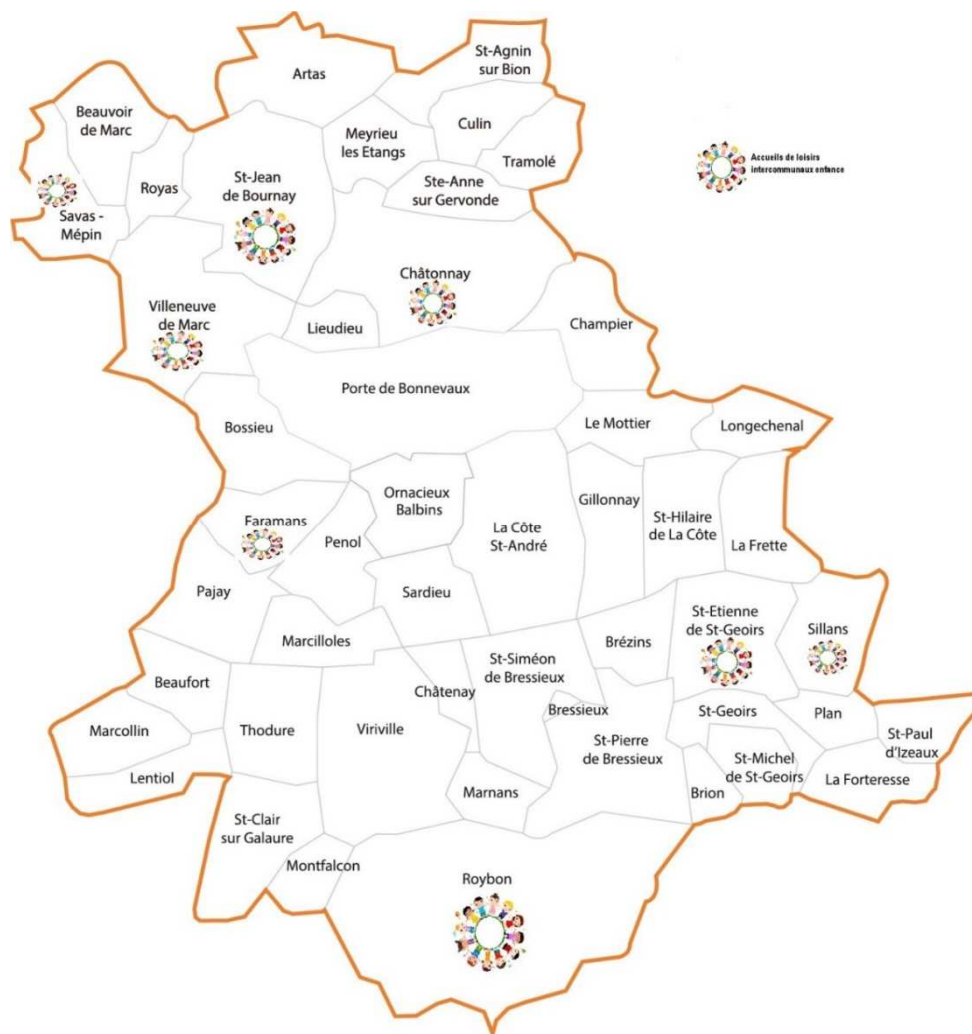 St-Agnin
sur Bion
Artas
Beauvoir
de Marc
Culin
Meyrieu
les Etangs
Tramolé
Accueils de loisirs
intercommunaux enfance
St-Jean
de Bournay
Royas
Ste-Anne
sur Gervonde
Savas -
Mépin
Châtonnay
Villeneuve
de Marc
Lieudieu
Champier
Porte de Bonnevaux
Bossieu
Le Mottier
Longechenal
Ornacieux
Balbins
Gillonnay
Faramans
Penol
La Côte
St-André
St-Hilaire
de La Côte
La Frette
Pajay
Sardieu
Marcilloles
Brézins
St-Etienne
de St-Geoirs
Sillans
St-Siméon
de Bressieux
Beaufort
Châtenay
Marcollin
Thodure
Viriville
Bressieux
St-Geoirs
Plan
St-Paul
d'Izeaux
St-Pierre
de Bressieux
St-Michel
de St-Geoirs
Lentiol
La Forteresse
Marnans
Brion
St-Clair
sur Galaure
Montfalcon
Roybon